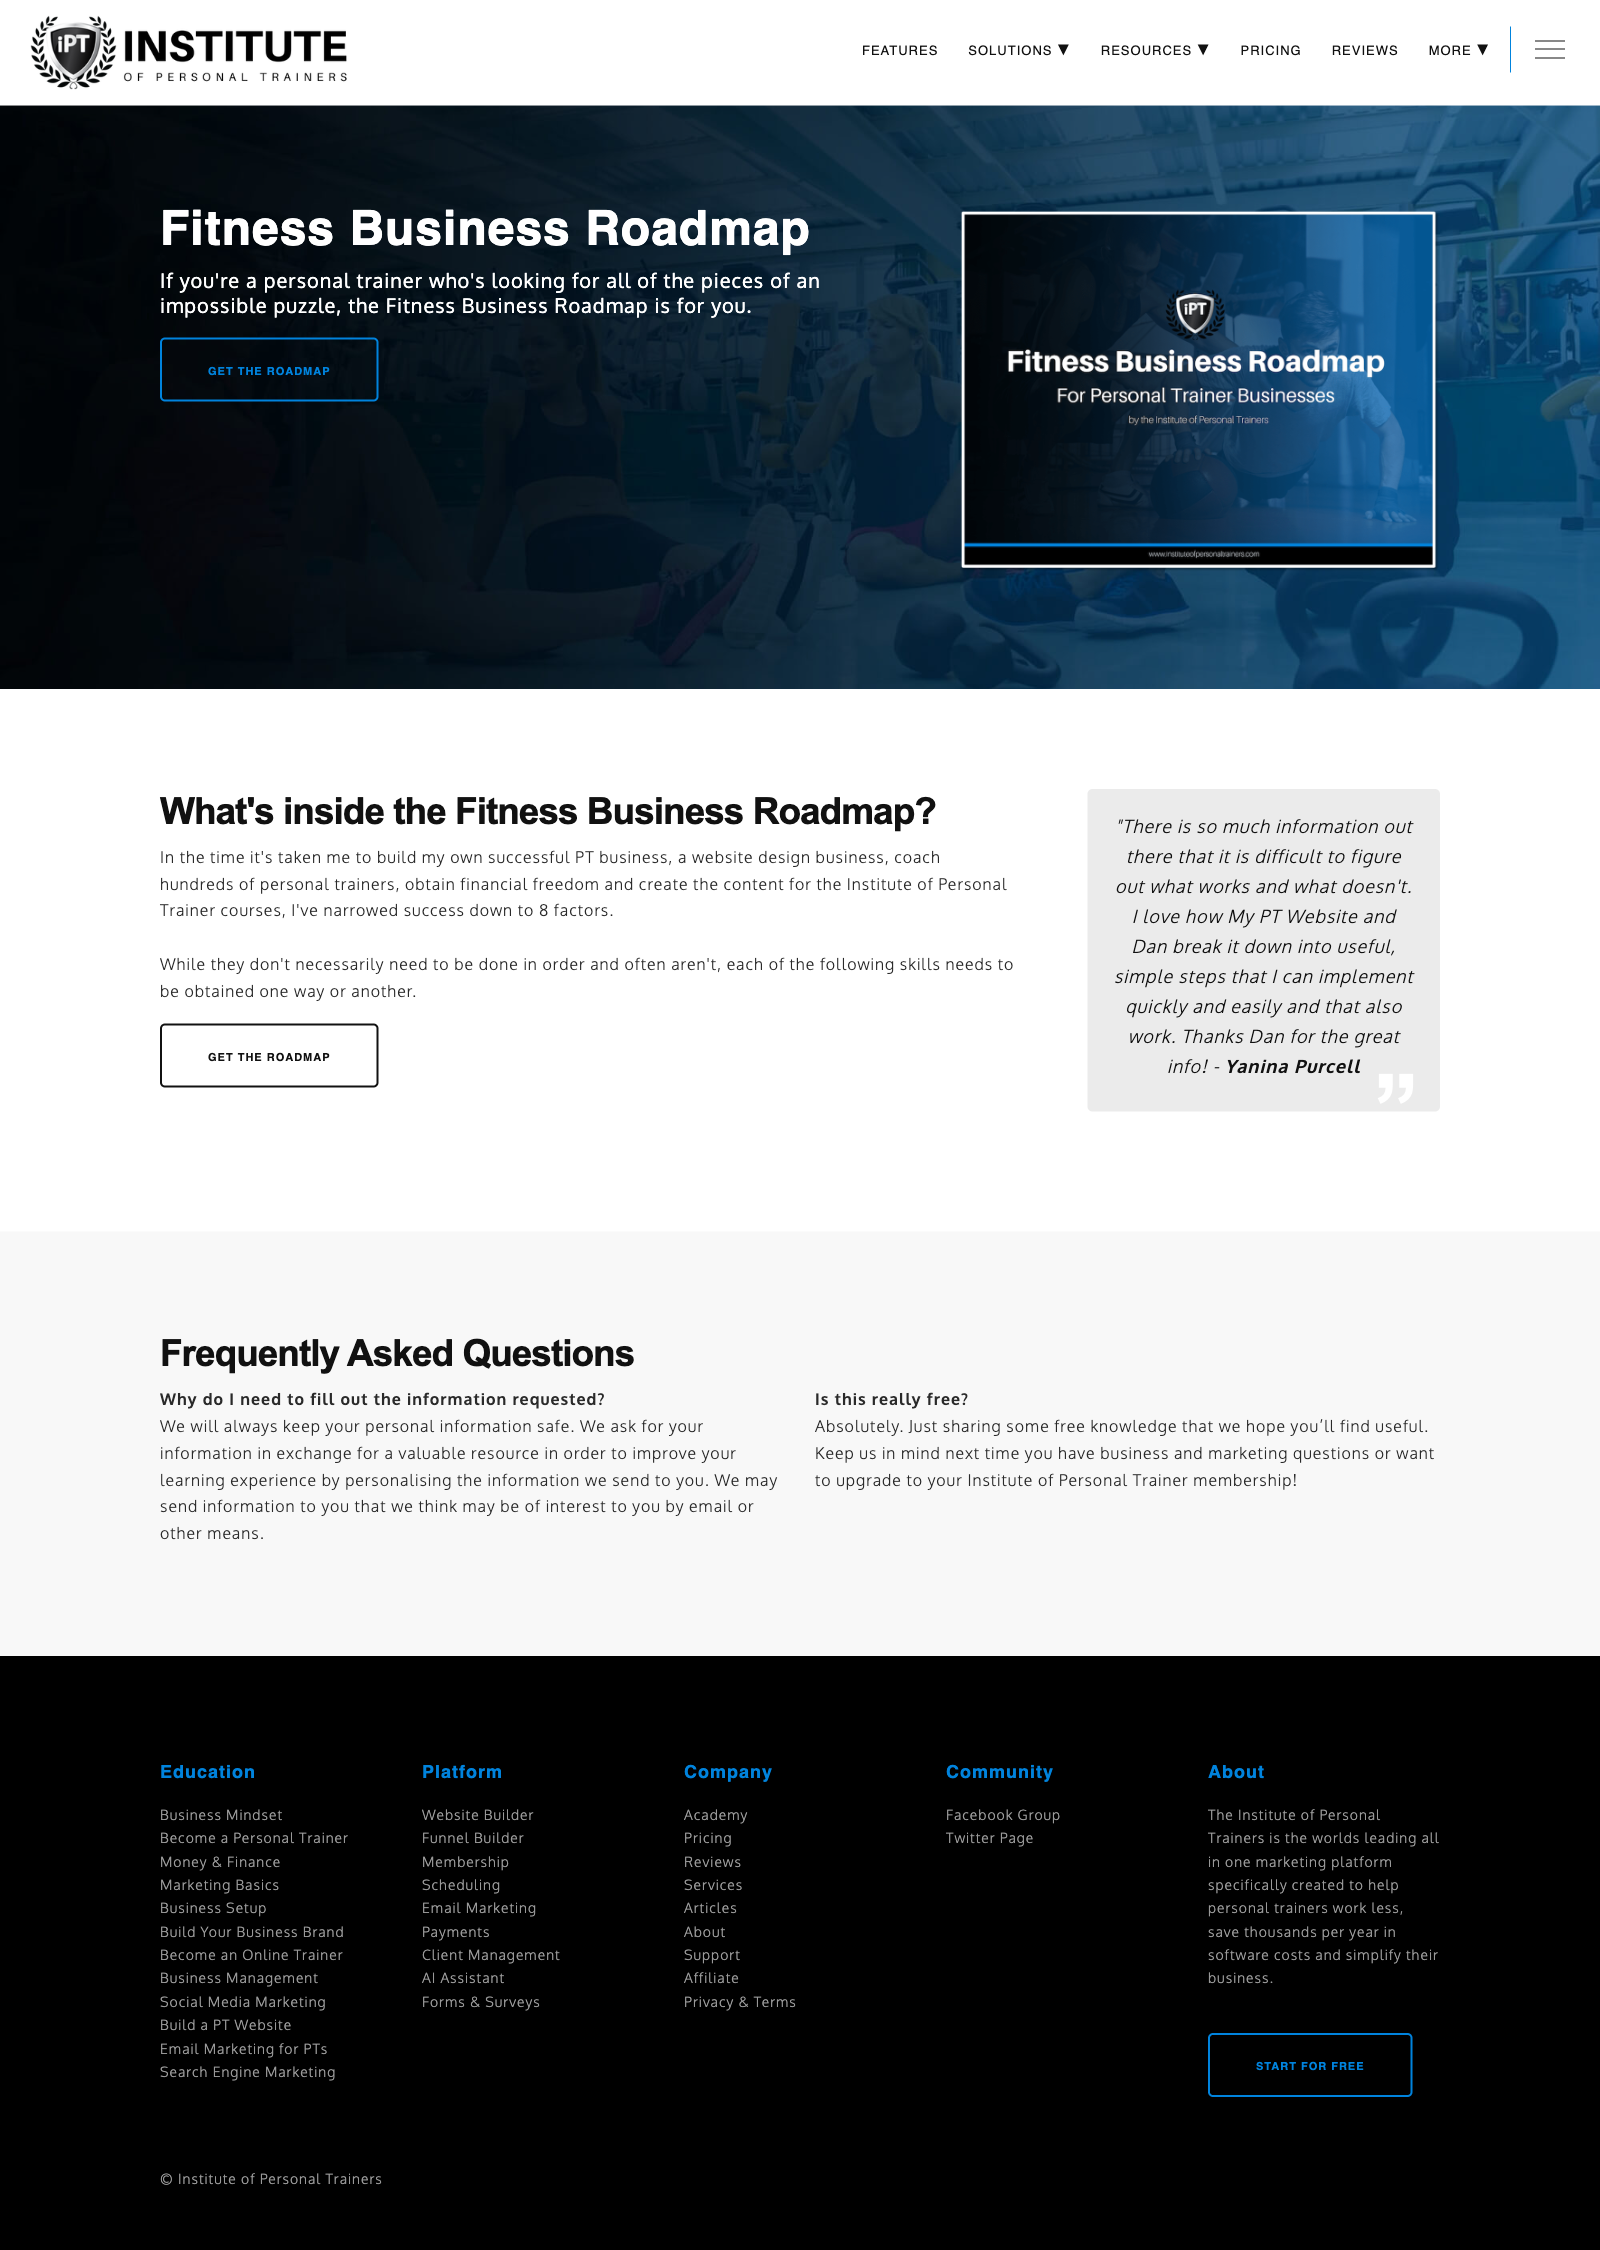 iPT INSTITUTE
OF PERSONAL TRAINERS
FEATURES SOLUTIONS ▼ RESOURCES ▼ PRICING REVIEWS MORE ▼
Fitness Business Roadmap
If you're a personal trainer who's looking for all of the pieces of an
impossible puzzle, the Fitness Business Roadmap is for you.
GET THE ROADMAP
iPT
Fitness Business Roadmap
For Personal Trainer Businesses
by the Institute of Personal Trainers
www.instituteofpersonaltrainers.com
What's inside the Fitness Business Roadmap?
In the time it's taken me to build my own successful PT business, a website design business, coach
hundreds of personal trainers, obtain financial freedom and create the content for the Institute of Personal
Trainer courses, I've narrowed success down to 8 factors.
While they don't necessarily need to be done in order and often aren't, each of the following skills needs to
be obtained one way or another.
GET THE ROADMAP
"There is so much information out
there that it is difficult to figure
out what works and what doesn't.
I love how My PT Website and
Dan break it down into useful,
simple steps that I can implement
quickly and easily and that also
work. Thanks Dan for the great
info! - Yanina Purcell
”
Frequently Asked Questions
Why do I need to fill out the information requested?
We will always keep your personal information safe. We ask for your
information in exchange for a valuable resource in order to improve your
learning experience by personalising the information we send to you. We may
send information to you that we think may be of interest to you by email or
other means.
Is this really free?
Absolutely. Just sharing some free knowledge that we hope you’ll find useful.
Keep us in mind next time you have business and marketing questions or want
to upgrade to your Institute of Personal Trainer membership!
Education
Business Mindset
Become a Personal Trainer
Money & Finance
Marketing Basics
Business Setup
Build Your Business Brand
Become an Online Trainer
Business Management
Social Media Marketing
Build a PT Website
Email Marketing for PTs
Search Engine Marketing
Platform
Website Builder
Funnel Builder
Membership
Scheduling
Email Marketing
Payments
Client Management
AI Assistant
Forms & Surveys
Company
Academy
Pricing
Reviews
Services
Articles
About
Support
Affiliate
Privacy & Terms
Community
Facebook Group
Twitter Page
About
The Institute of Personal
Trainers is the worlds leading all
in one marketing platform
specifically created to help
personal trainers work less,
save thousands per year in
software costs and simplify their
business.
START FOR FREE
© Institute of Personal Trainers